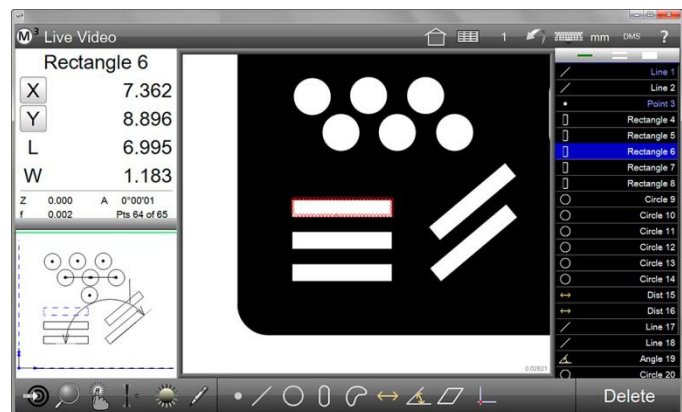 M3 Live Video
1 mm DMS ?
Rectangle 6
X 7.362
Y 8.896
L 6.995
W 1.183
Z 0.000 A 0°00'01
f 0.002 Pts 64 of 65
0.02521
Line 1
Line 2
Point 3
Rectangle 4
Rectangle 5
Rectangle 6
Rectangle 7
Rectangle 8
Circle 9
Circle 10
Circle 11
Circle 12
Circle 13
Circle 14
Dist 15
Dist 16
Line 17
Line 18
Angle 19
Circle 20
Delete